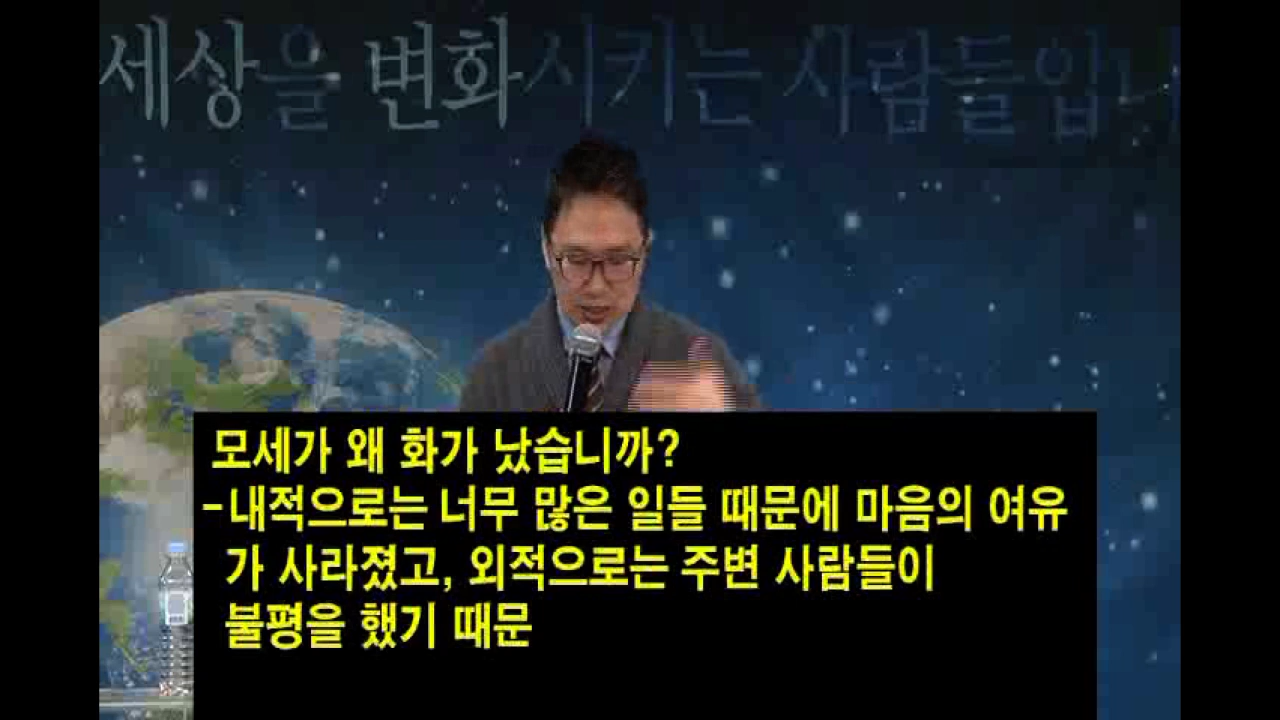 세상을 변화시키는 사람들입니
모세가 왜 화가 났습니까?
-내적으로는 너무 많은 일들 때문에 마음의 여유
가 사라졌고, 외적으로는 주변 사람들이
불평을 했기 때문